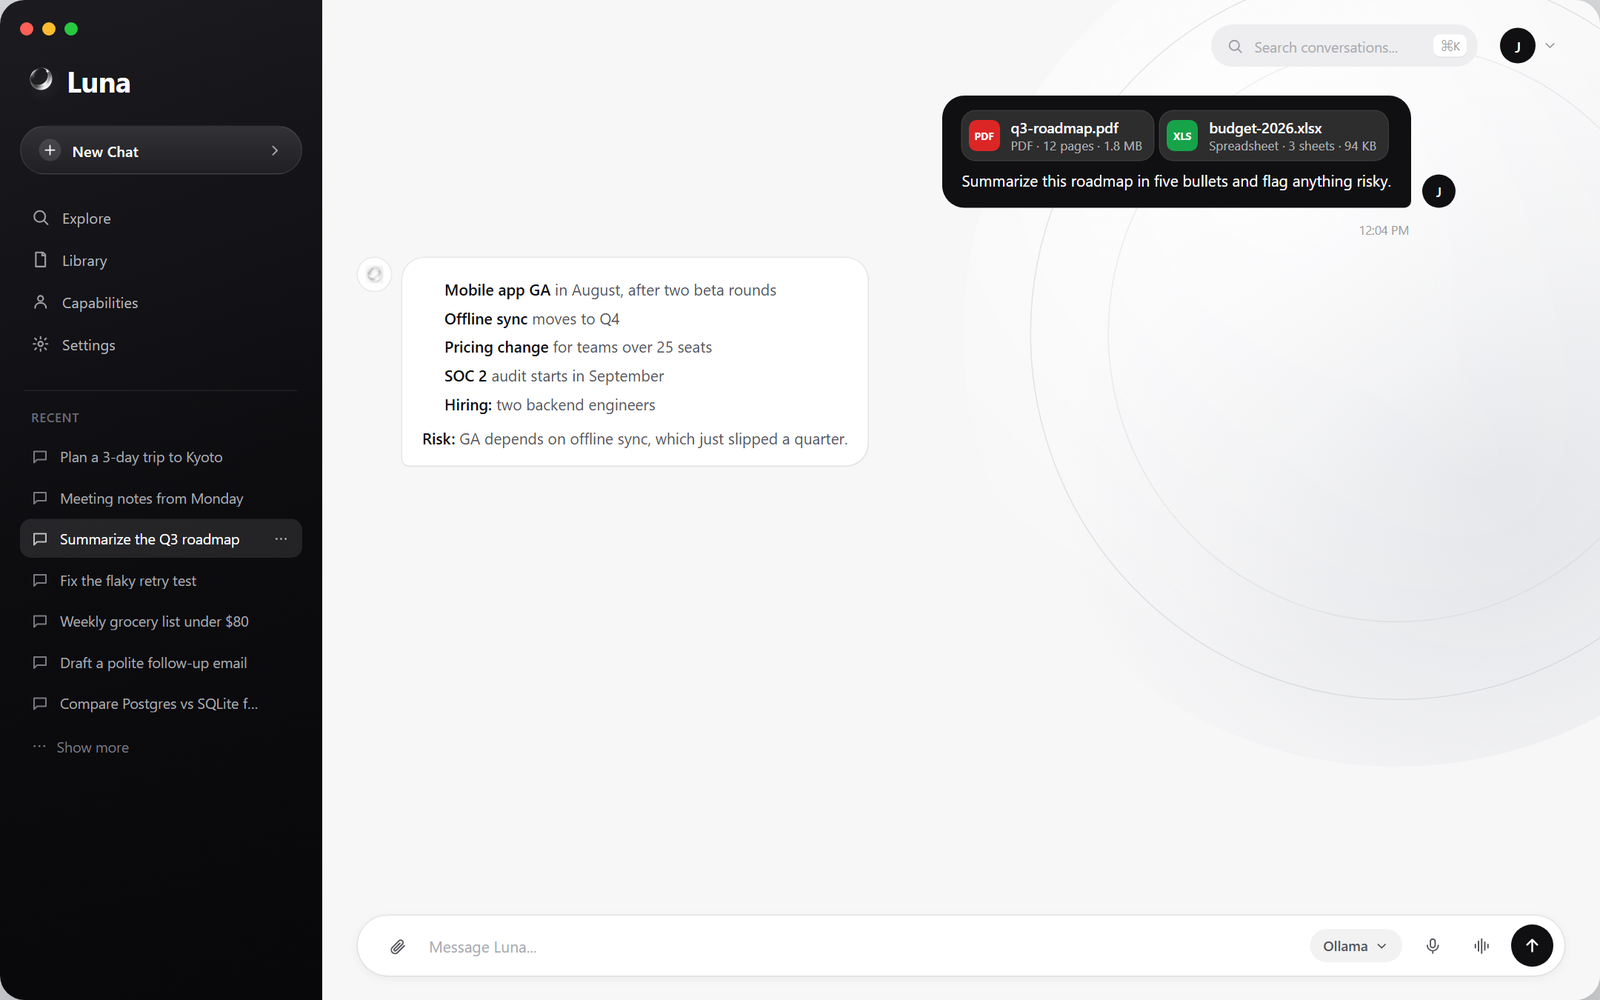 Luna
New Chat
Explore
Library
Capabilities
Settings
RECENT
Plan a 3-day trip to Kyoto
Meeting notes from Monday
Summarize the Q3 roadmap
Fix the flaky retry test
Weekly grocery list under $80
Draft a polite follow-up email
Compare Postgres vs SQLite f...
Show more
Search conversations...
⌘K
J
PDF
q3-roadmap.pdf
PDF · 12 pages · 1.8 MB
XLS
budget-2026.xlsx
Spreadsheet · 3 sheets · 94 KB
Summarize this roadmap in five bullets and flag anything risky.
J
12:04 PM
Mobile app GA in August, after two beta rounds
Offline sync moves to Q4
Pricing change for teams over 25 seats
SOC 2 audit starts in September
Hiring: two backend engineers
Risk: GA depends on offline sync, which just slipped a quarter.
Message Luna...
Ollama